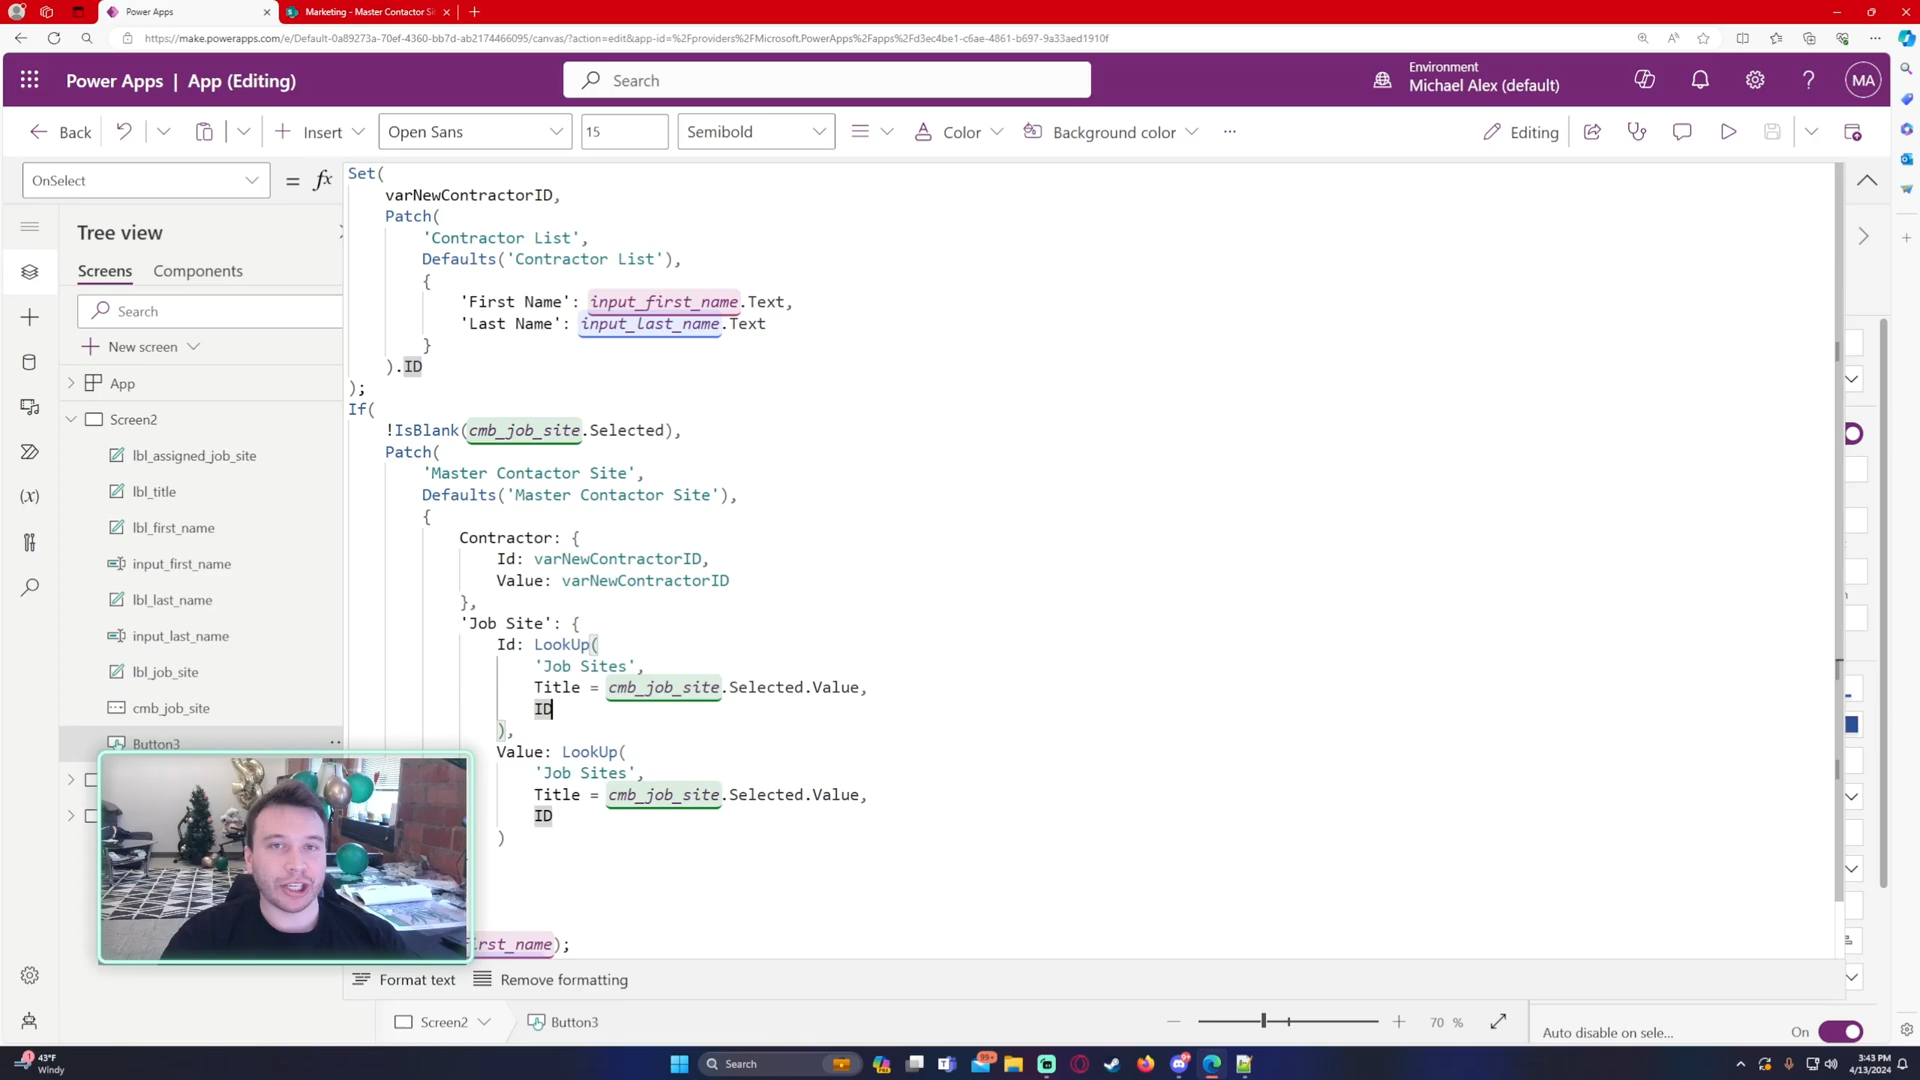 Power Apps
Marketing - Master Contactor Si
https://make.powerapps.com/e/Default-0a89273a-70ef-4360-bb7d-ab2174466095/canvas/?action=edit&app-id=%2Fproviders%2FMicrosoft.PowerApps%2Fapps%2Fd3ec4be1-c6ae-4861-b697-9a33aed1910f
Power Apps | App (Editing)
Search
Environment
Michael Alex (default)
MA
Back
Insert
Open Sans
15
Semibold
Color
Background color
Editing
OnSelect
= fx
Tree view
Screens
Components
Search
New screen
App
Screen2
lbl_assigned_job_site
lbl_title
lbl_first_name
input_first_name
lbl_last_name
input_last_name
lbl_job_site
cmb_job_site
Button3
Set(
varNewContractorID,
Patch(
'Contractor List',
Defaults('Contractor List'),
{
'First Name': input_first_name.Text,
'Last Name': input_last_name.Text
}
).ID
);
If(
!IsBlank(cmb_job_site.Selected),
Patch(
'Master Contactor Site',
Defaults('Master Contactor Site'),
{
Contractor: {
Id: varNewContractorID,
Value: varNewContractorID
},
'Job Site': {
Id: LookUp(
'Job Sites',
Title = cmb_job_site.Selected.Value,
ID
),
Value: LookUp(
'Job Sites',
Title = cmb_job_site.Selected.Value,
ID
)
first_name);
Format text
Remove formatting
Screen2
Button3
70 %
Auto disable on sele...
On
43°F
Windy
Search
99+
3:43 PM
4/13/2024